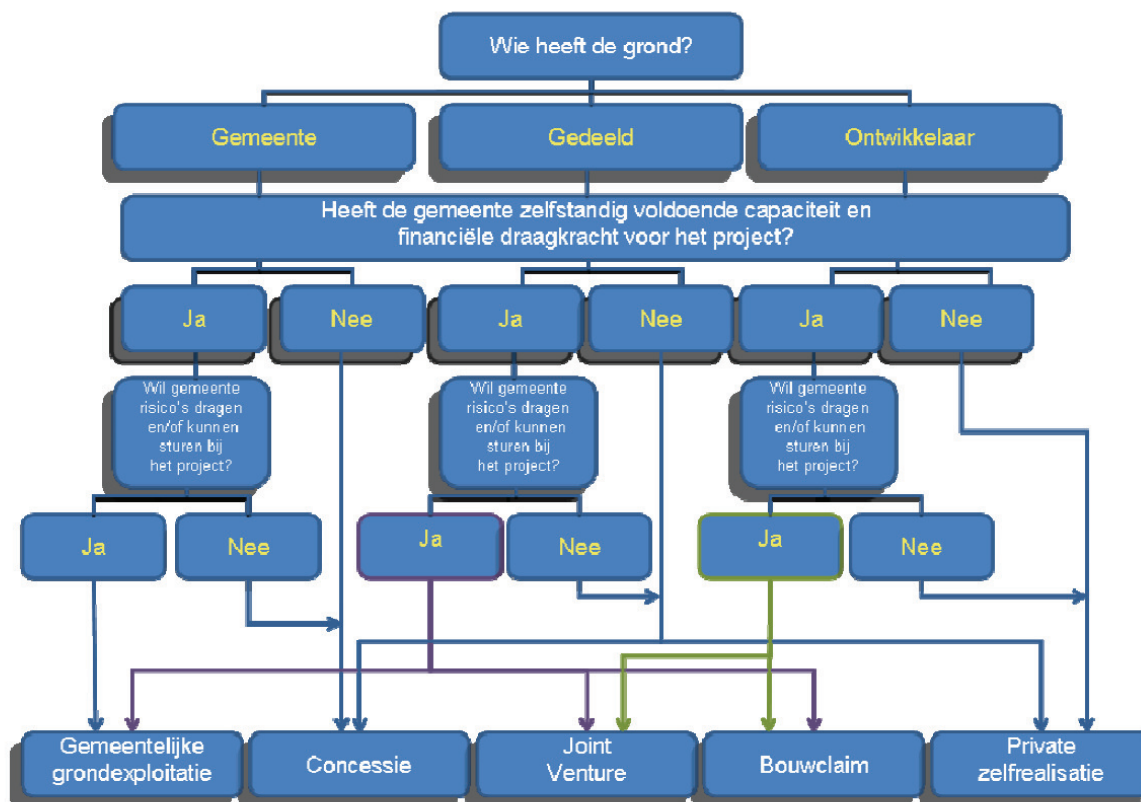 Wie heeft de grond?
Gemeente
Gedeeld
Ontwikkelaar
Heeft de gemeente zelfstandig voldoende capaciteit en
financiële draagkracht voor het project?
Ja
Nee
Ja
Nee
Ja
Nee
Wil gemeente
risico's dragen
en/of kunnen
sturen bij
het project?
Wil gemeente
risico's dragen
en/of kunnen
sturen bij
het project?
Wil gemeente
risico's dragen
en/of kunnen
sturen bij
het project?
Ja
Nee
Ja
Nee
Ja
Nee
Gemeentelijke
grondexploitatie
Concessie
Joint
Venture
Bouwclaim
Private
zelfrealisatie